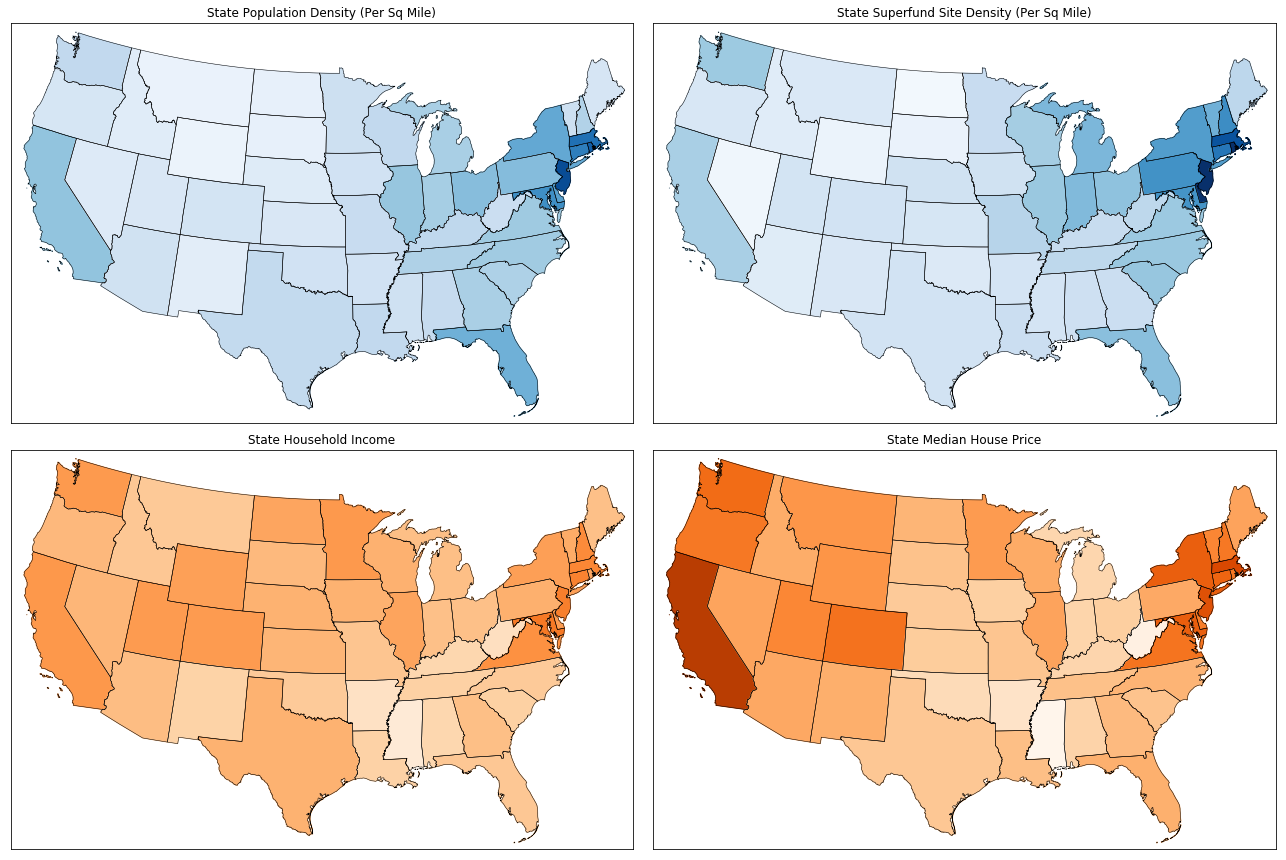 State Population Density (Per Sq Mile)
State Superfund Site Density (Per Sq Mile)
State Household Income
State Median House Price